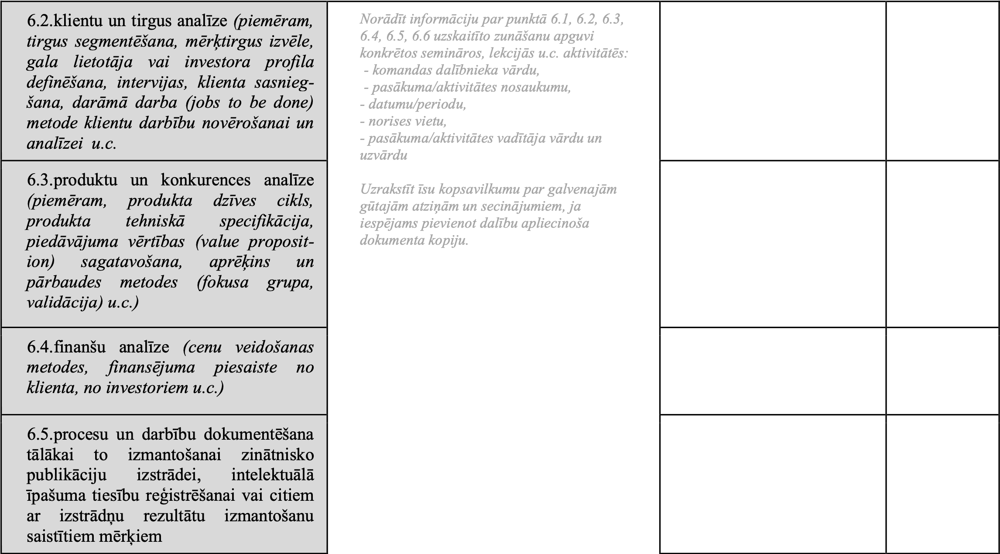 6.2.klientu un tirgus analīze (piemēram,
tirgus segmentēšana, mērķtirgus izvēle,
gala lietotāja vai investora profila
definēšana, intervijas, klienta sasnieg-
šana, darāmā darba (jobs to be done)
metode klientu darbību novērošanai un
analīzei u.c.
Norādīt informāciju par punktā 6.1, 6.2, 6.3,
6.4, 6.5, 6.6 uzskaitīto zunāšanu apguvi
konkrētos semināros, lekcijās u.c. aktivitātēs:
- komandas dalībnieka vārdu,
- pasākuma/aktivitātes nosaukumu,
- datumu/periodu,
- norises vietu,
- pasākuma/aktivitātes vadītāja vārdu un
uzvārdu
Uzrakstīt īsu kopsavilkumu par galvenajām
gūtajām atziņām un secinājumiem, ja
iespējams pievienot dalību apliecinoša
dokumenta kopiju.
6.3.produktu un konkurences analīze
(piemēram, produkta dzīves cikls,
produkta tehniskā specifikācija,
piedāvājuma vērtības (value proposit-
ion) sagatavošana, aprēķins un
pārbaudes metodes (fokusa grupa,
validācija) u.c.)
6.4.finanšu analīze (cenu veidošanas
metodes, finansējuma piesaiste no
klienta, no investoriem u.c.)
6.5.procesu un darbību dokumentēšana
tālākai to izmantošanai zinātnisko
publikāciju izstrādei, intelektuālā
īpašuma tiesību reģistrēšanai vai citiem
ar izstrādņu rezultātu izmantošanu
saistītiem mērķiem